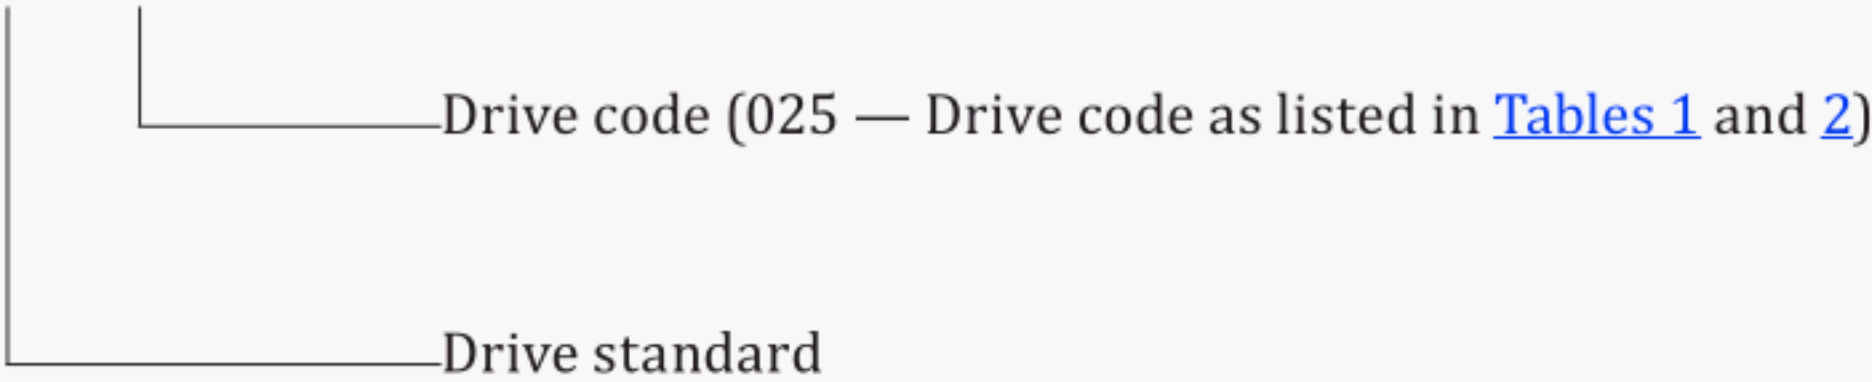 Drive code (025 — Drive code as listed in Tables 1 and 2)
Drive standard